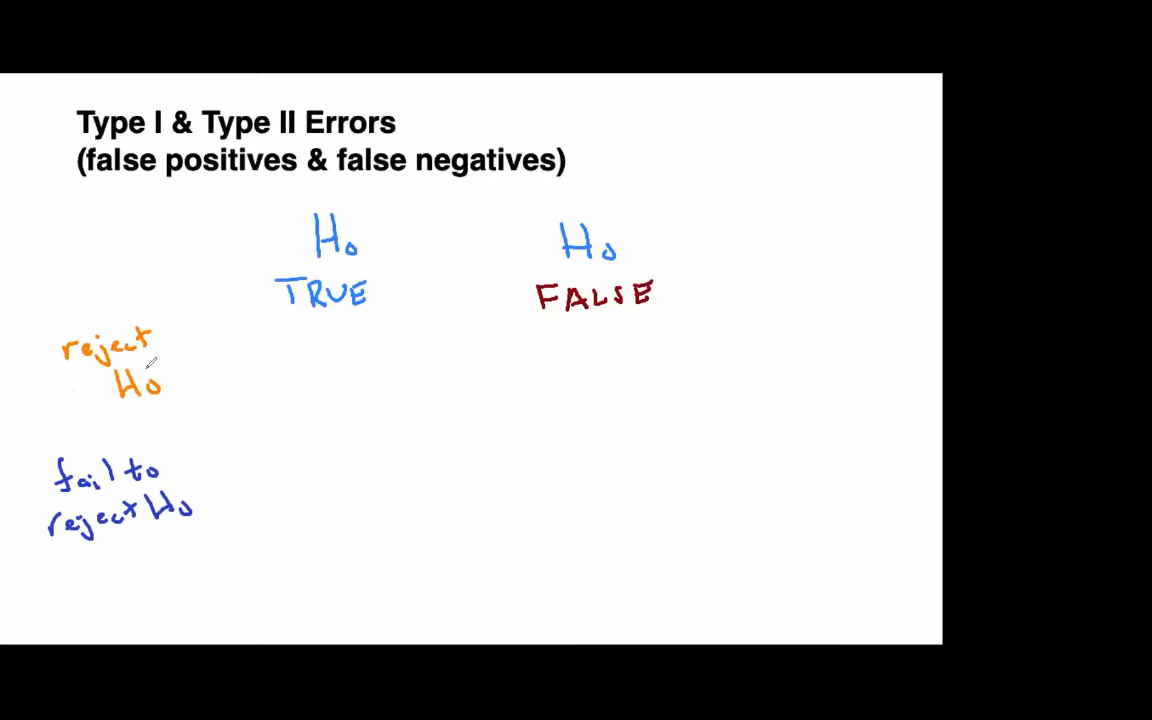 Type I & Type II Errors
(false positives & false negatives)
Ho Ho
TRUE FALSE
reject
Ho
fail to
reject Ho